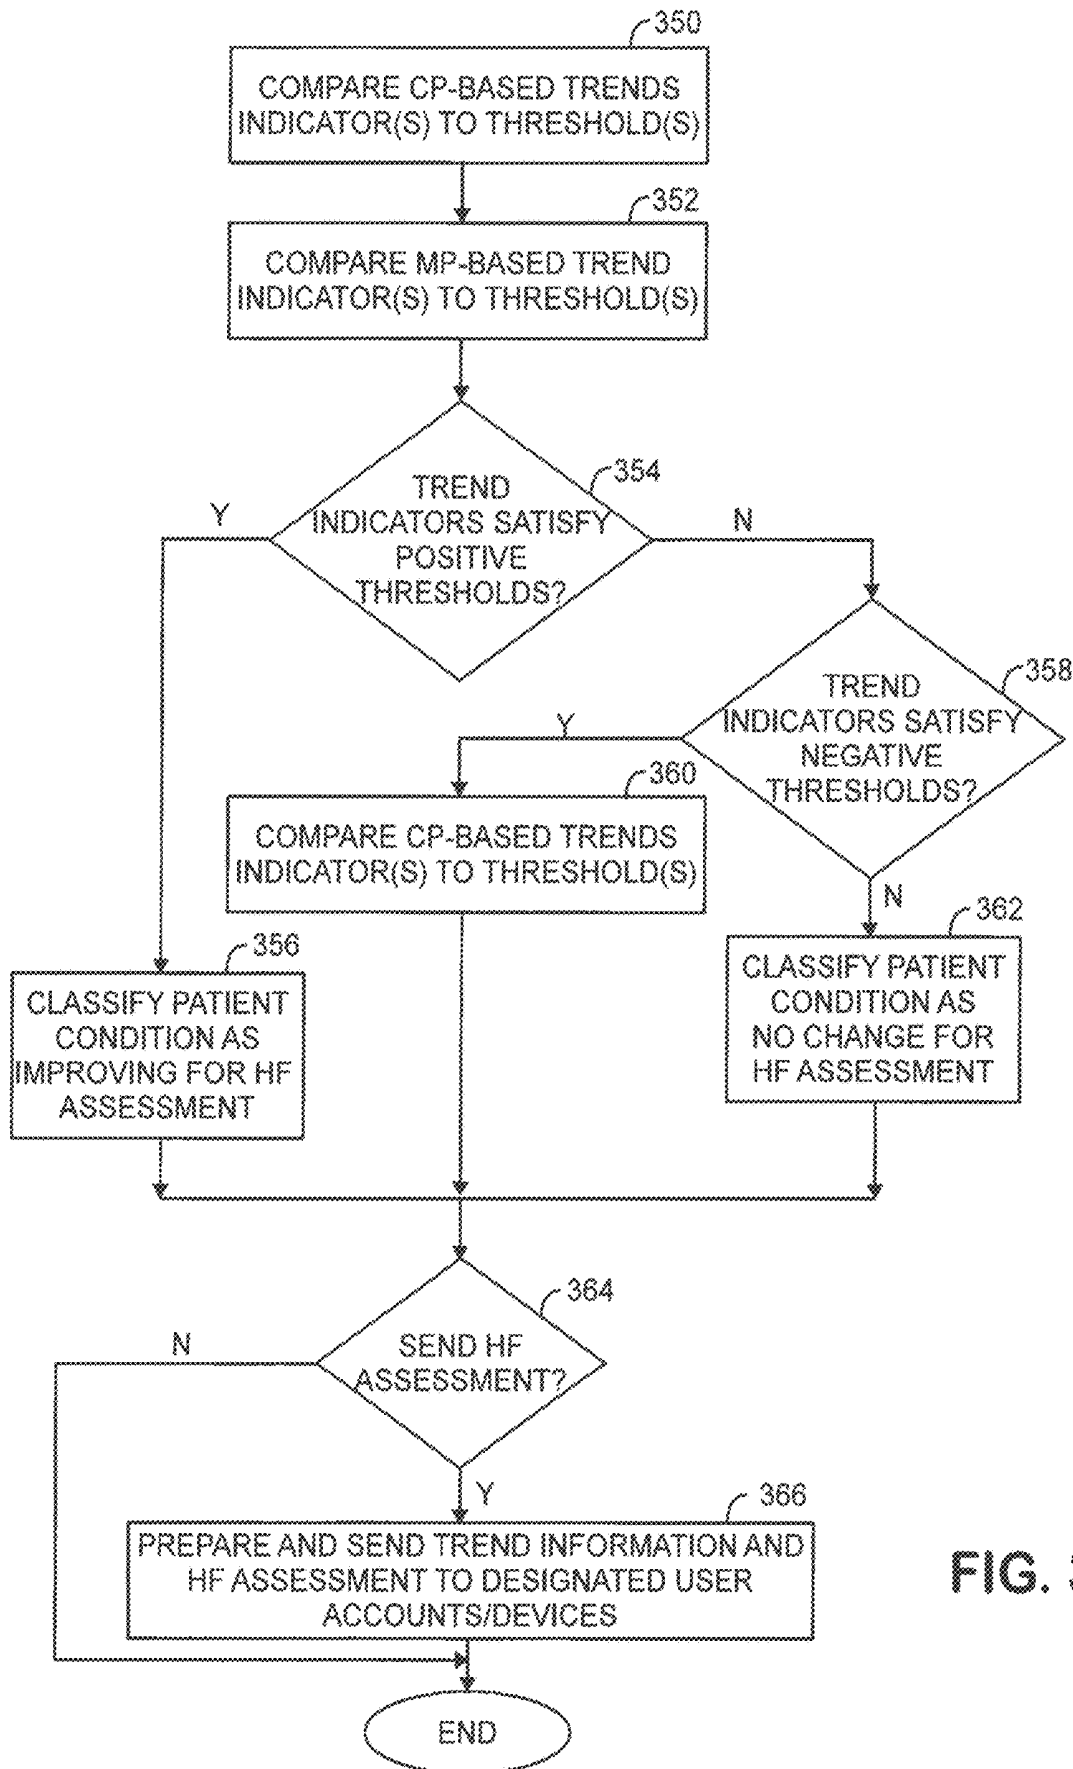 350
COMPARE CP-BASED TRENDS
INDICATOR(S) TO THRESHOLD(S)
352
COMPARE MP-BASED TREND
INDICATOR(S) TO THRESHOLD(S)
354
TREND
INDICATORS SATISFY
POSITIVE
THRESHOLDS?
Y
N
358
TREND
INDICATORS SATISFY
NEGATIVE
THRESHOLDS?
Y
N
360
COMPARE CP-BASED TRENDS
INDICATOR(S) TO THRESHOLD(S)
356
CLASSIFY PATIENT
CONDITION AS
IMPROVING FOR HF
ASSESSMENT
362
CLASSIFY PATIENT
CONDITION AS
NO CHANGE FOR
HF ASSESSMENT
364
SEND HF
ASSESSMENT?
N
Y
366
PREPARE AND SEND TREND INFORMATION AND
HF ASSESSMENT TO DESIGNATED USER
ACCOUNTS/DEVICES
FIG.
END